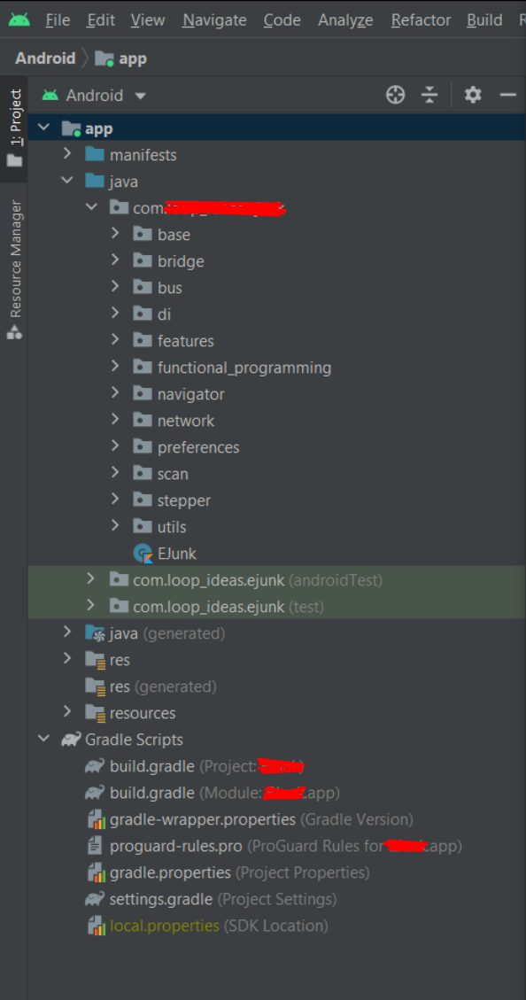 File Edit View Navigate Code Analyze Refactor Build
Android app
Android
1: Project
Resource Manager
app
manifests
java
com.
base
bridge
bus
di
features
functional_programming
navigator
network
preferences
scan
stepper
utils
EJunk
com.loop_ideas.ejunk (androidTest)
com.loop_ideas.ejunk (test)
java (generated)
res
res (generated)
resources
Gradle Scripts
build.gradle (Project:
build.gradle (Module: .app)
gradle-wrapper.properties (Gradle Version)
proguard-rules.pro (ProGuard Rules for .app)
gradle.properties (Project Properties)
settings.gradle (Project Settings)
local.properties (SDK Location)